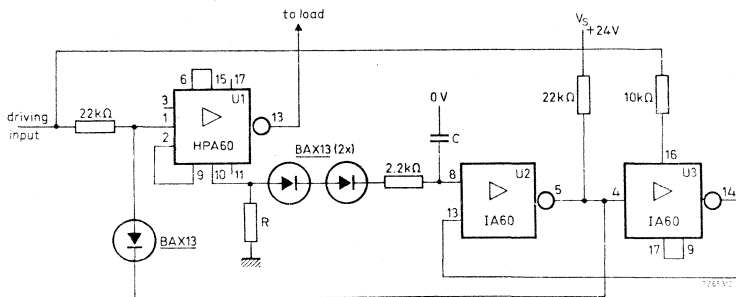 to load
V_S
+24V
6
15
17
U1
3
1
2
13
HPA60
9
10
11
driving
input
22kΩ
BAX13
BAX13 (2x)
R
2.2kΩ
0 V
C
8
13
U2
IA60
5
22kΩ
10kΩ
16
4
U3
IA60
14
17
9